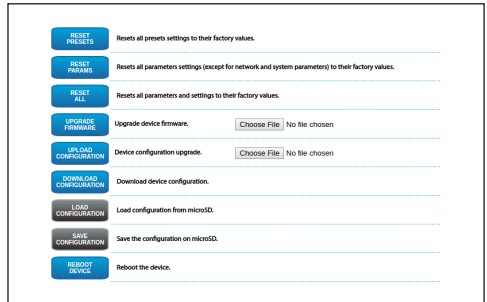 RESET
PRESETS
Resets all presets settings to their factory values.
RESET
PARAMS
Resets all parameters settings (except for network and system parameters) to their factory values.
RESET
ALL
Resets all parameters and settings to their factory values.
UPGRADE
FIRMWARE
Upgrade device firmware. Choose File No file chosen
UPLOAD
CONFIGURATION
Device configuration upgrade. Choose File No file chosen
DOWNLOAD
CONFIGURATION
Download device configuration.
LOAD
CONFIGURATION
Load configuration from microSD.
SAVE
CONFIGURATION
Save the configuration on microSD.
REBOOT
DEVICE
Reboot the device.